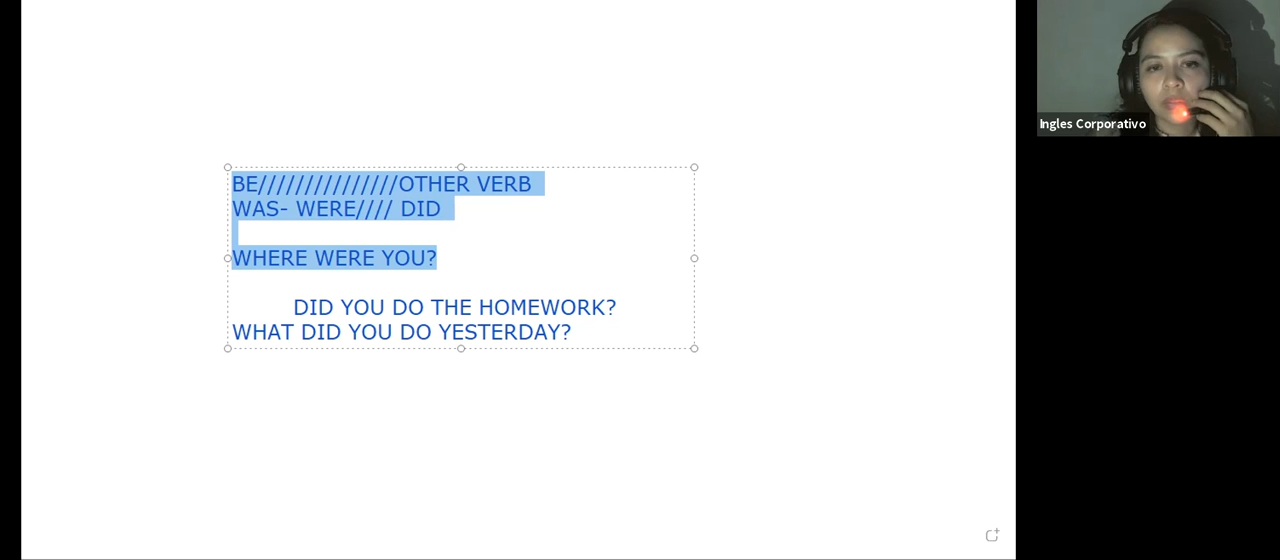 BE///////////////OTHER VERB
WAS- WERE//// DID
WHERE WERE YOU?
DID YOU DO THE HOMEWORK?
WHAT DID YOU DO YESTERDAY?
Ingles Corporativo